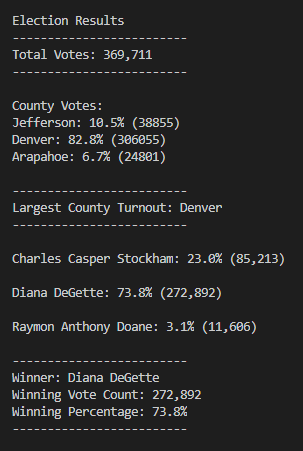 Election Results
-------------------------
Total Votes: 369,711
-------------------------
County Votes:
Jefferson: 10.5% (38855)
Denver: 82.8% (306055)
Arapahoe: 6.7% (24801)
-------------------------
Largest County Turnout: Denver
-------------------------
Charles Casper Stockham: 23.0% (85,213)
Diana DeGette: 73.8% (272,892)
Raymon Anthony Doane: 3.1% (11,606)
-------------------------
Winner: Diana DeGette
Winning Vote Count: 272,892
Winning Percentage: 73.8%
-------------------------